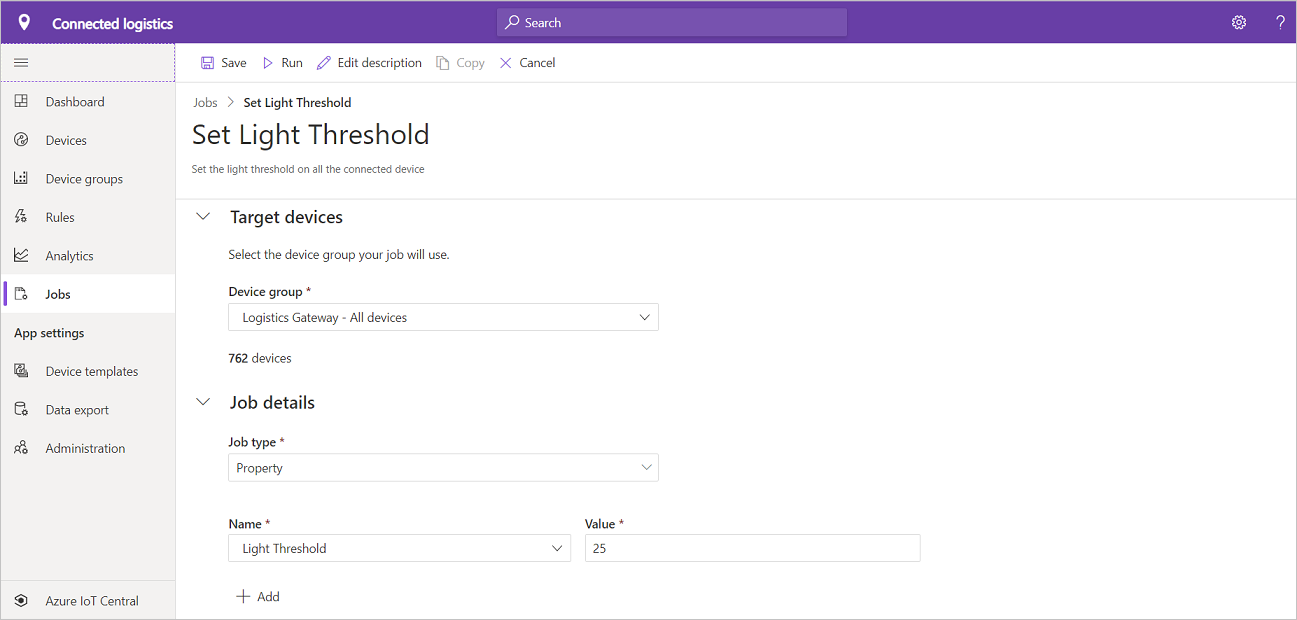 Connected logistics
Search
?
Save Run Edit description Copy Cancel
Dashboard
Devices
Device groups
Rules
Analytics
Jobs
App settings
Device templates
Data export
Administration
Azure IoT Central
Jobs > Set Light Threshold
Set Light Threshold
Set the light threshold on all the connected device
Target devices
Select the device group your job will use.
Device group *
Logistics Gateway - All devices
762 devices
Job details
Job type *
Property
Name * Value *
Light Threshold 25
+ Add